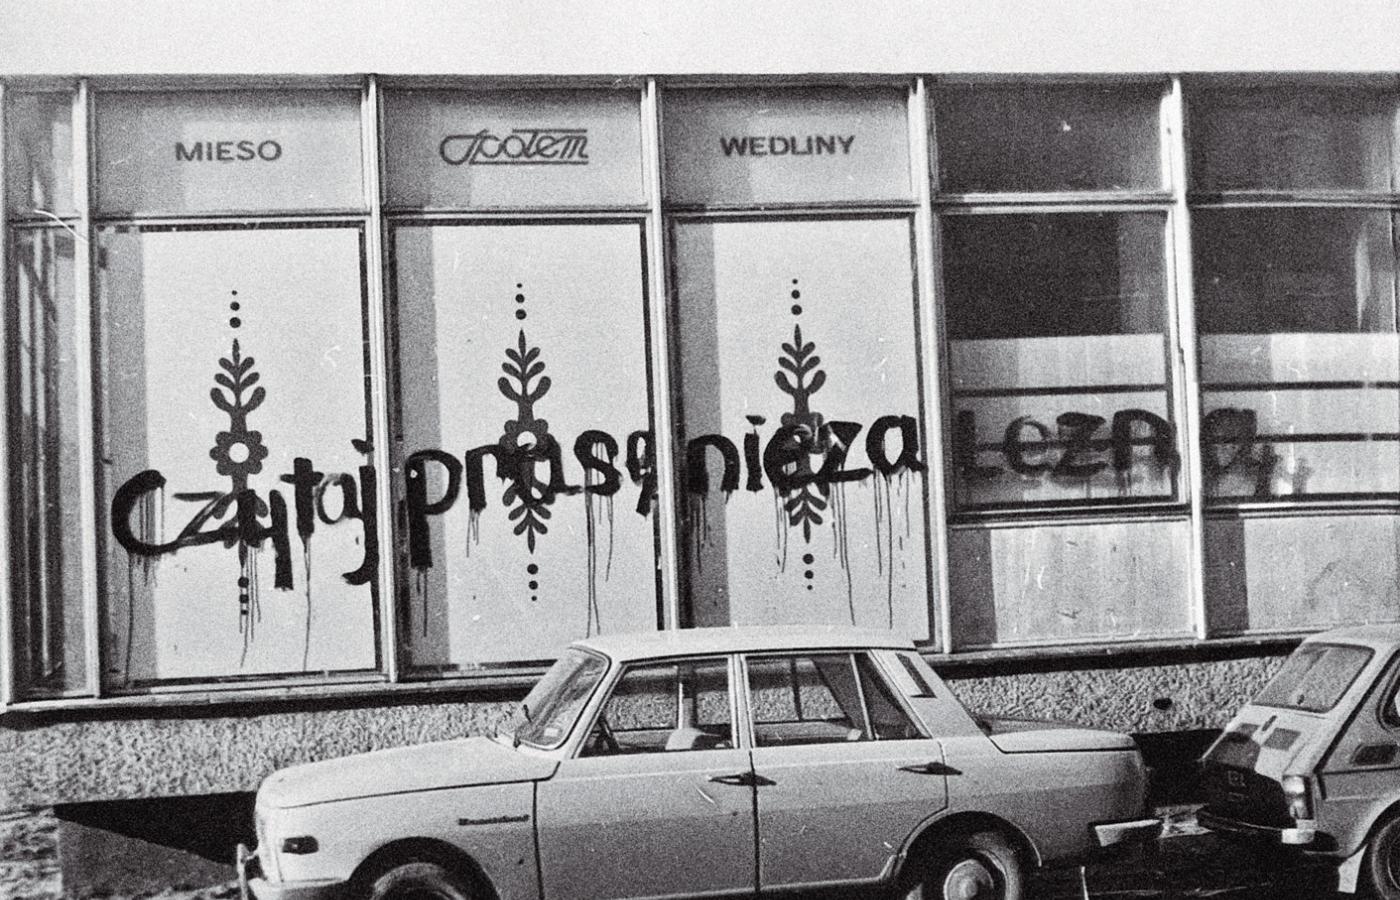 MIESO Społem WEDLINY
Czytaj prasę niezależną